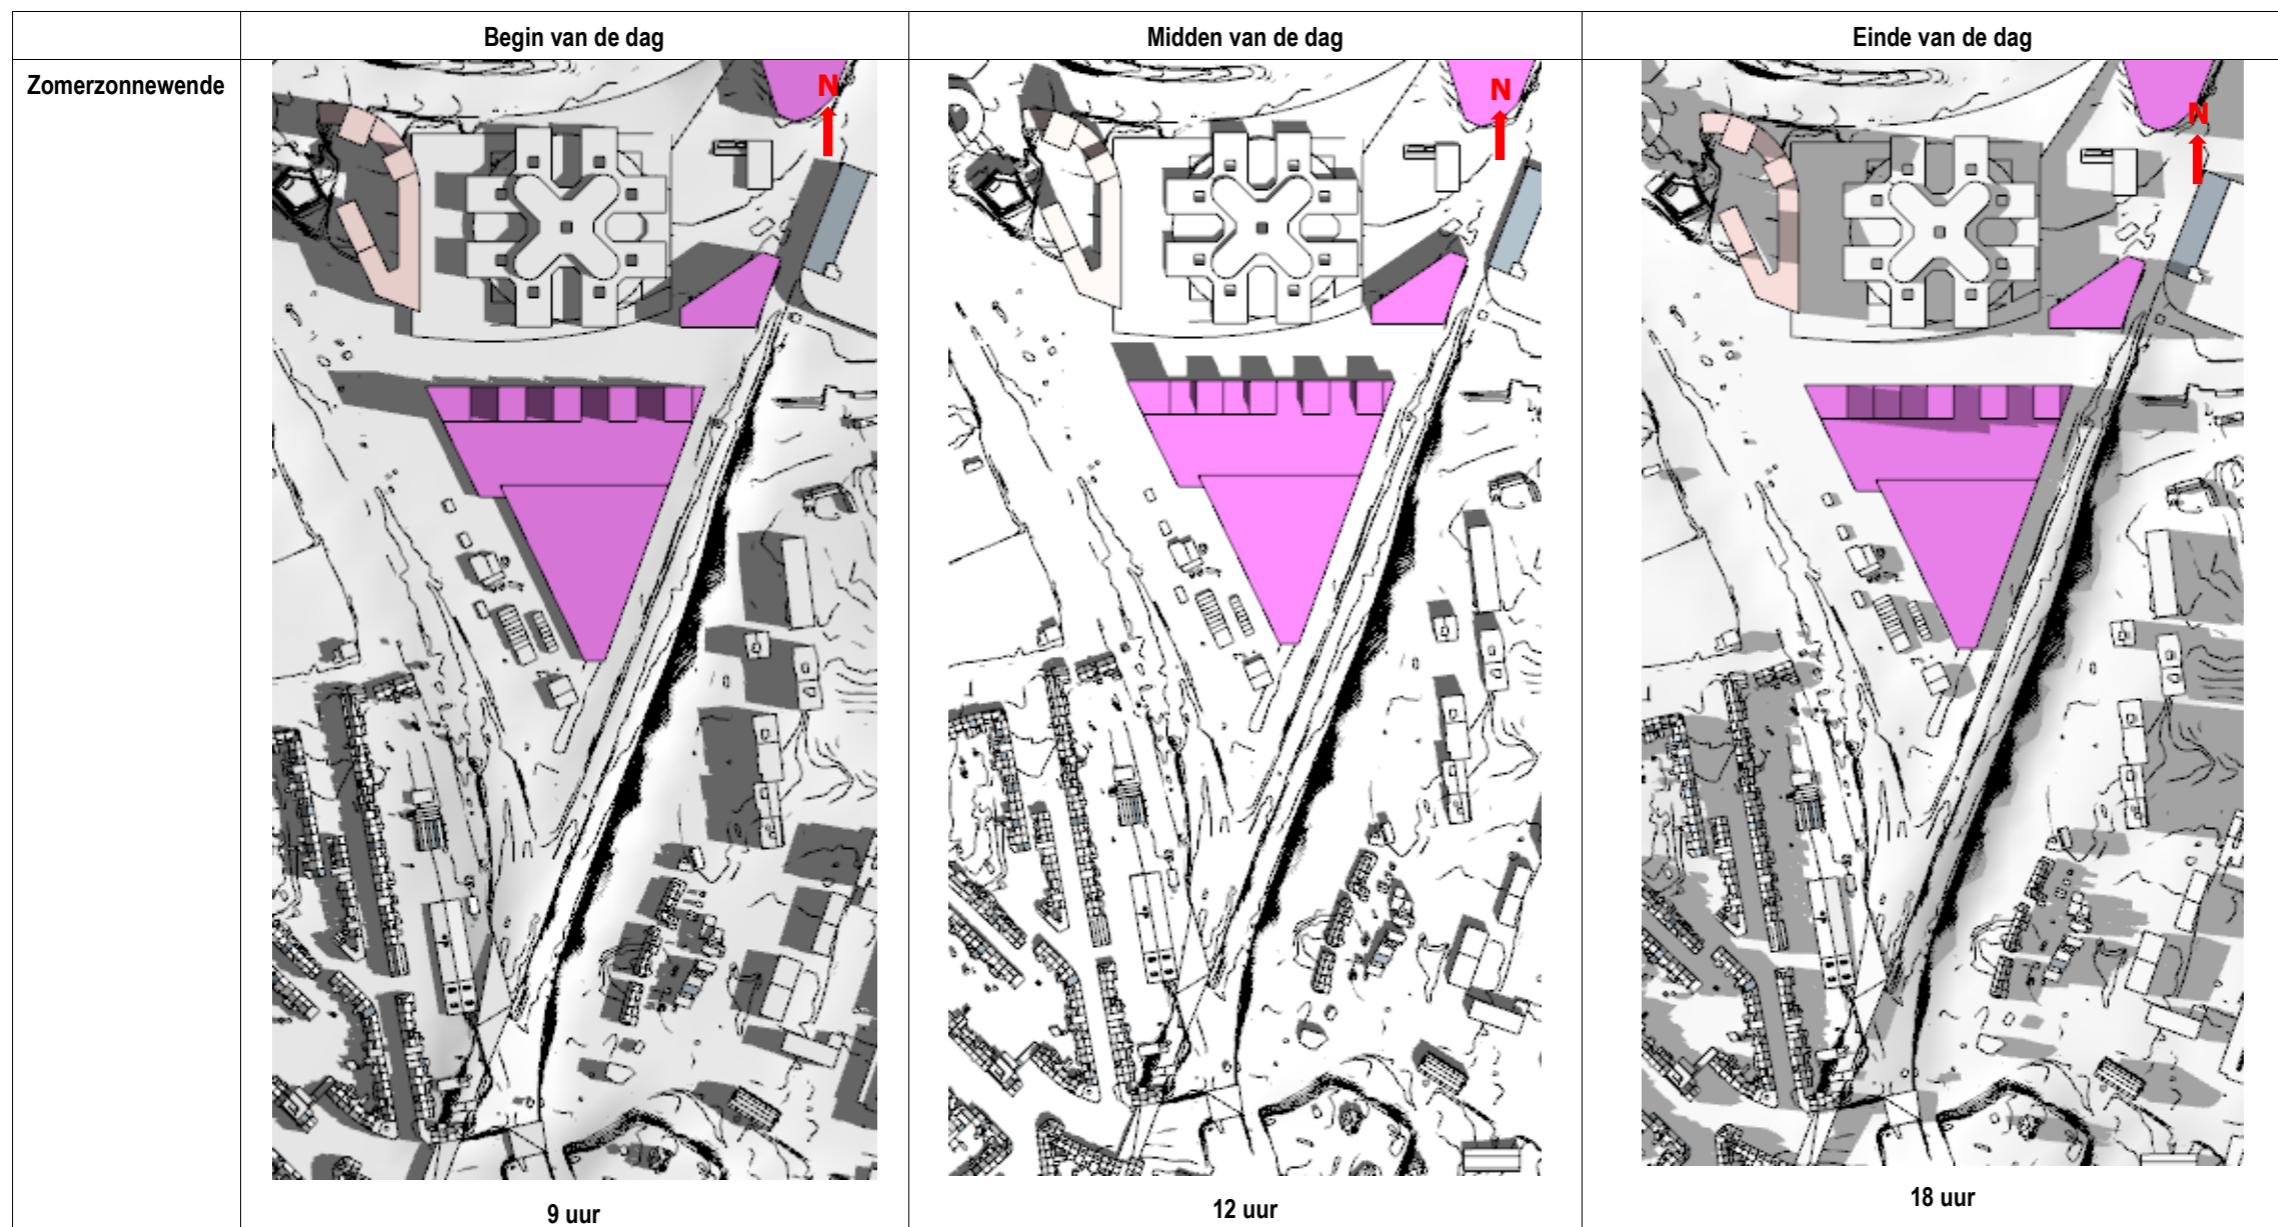 Begin van de dag
Midden van de dag
Einde van de dag
Zomerzonnewende
N
N
N
9 uur
12 uur
18 uur